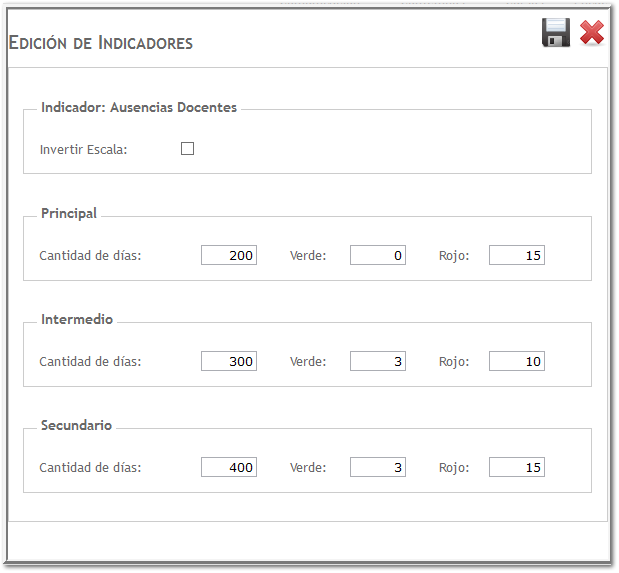 Edición de Indicadores
Indicador: Ausencias Docentes
Invertir Escala:
Principal
Cantidad de días: 200 Verde: 0 Rojo: 15
Intermedio
Cantidad de días: 300 Verde: 3 Rojo: 10
Secundario
Cantidad de días: 400 Verde: 3 Rojo: 15